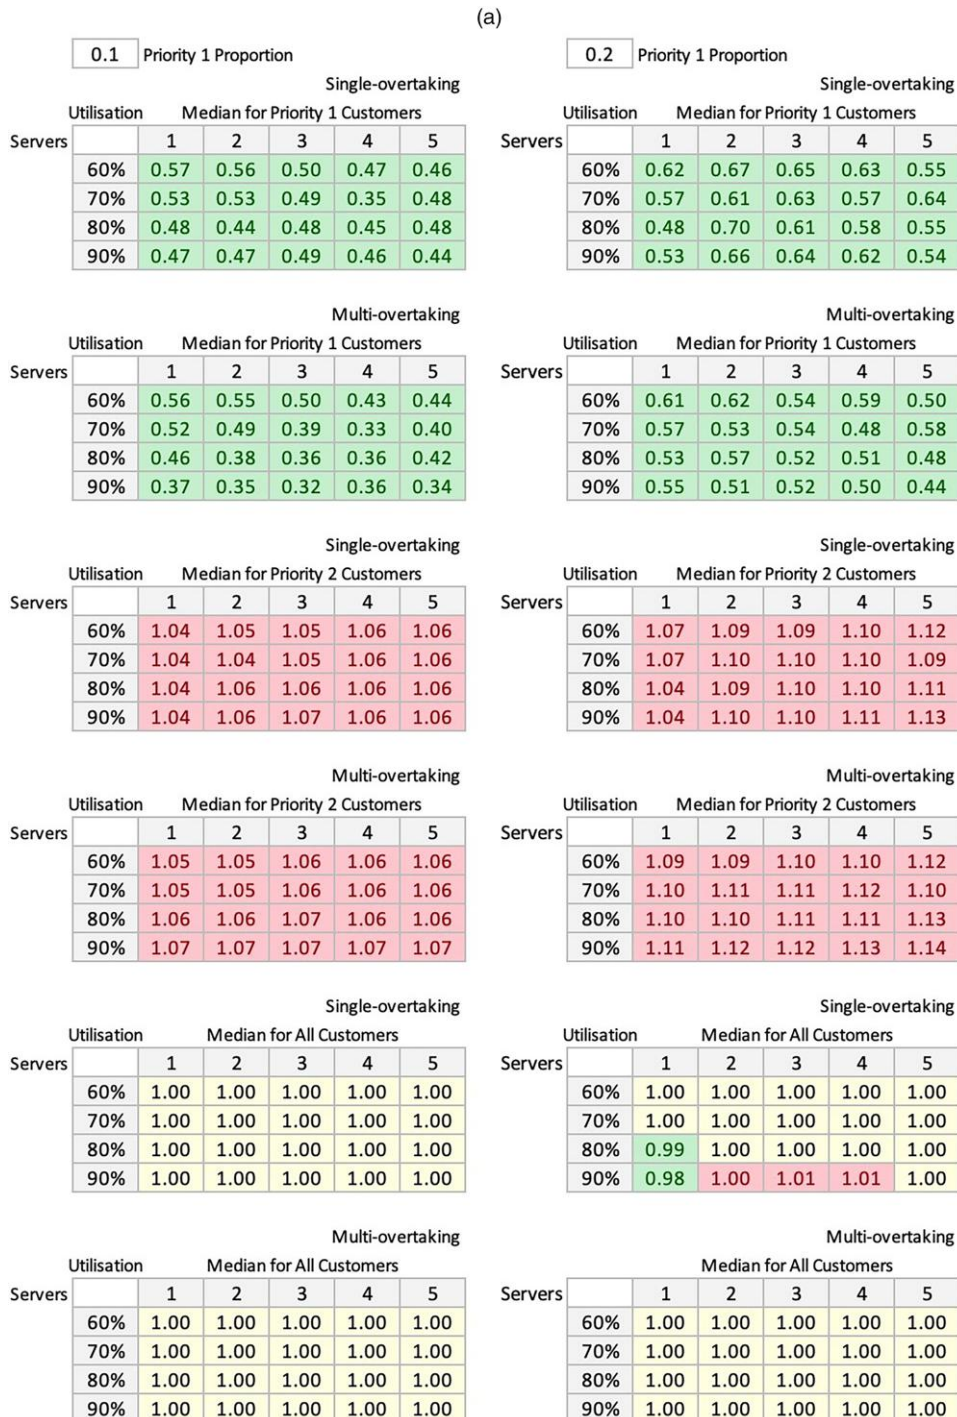 (a)
0.1 Priority 1 Proportion 0.2 Priority 1 Proportion
Single-overtaking Single-overtaking
Utilisation Median for Priority 1 Customers Utilisation Median for Priority 1 Customers
Servers 1 2 3 4 5 Servers 1 2 3 4 5
60% 0.57 0.56 0.50 0.47 0.46 60% 0.62 0.67 0.65 0.63 0.55
70% 0.53 0.53 0.49 0.35 0.48 70% 0.57 0.61 0.63 0.57 0.64
80% 0.48 0.44 0.48 0.45 0.48 80% 0.48 0.70 0.61 0.58 0.55
90% 0.47 0.47 0.49 0.46 0.44 90% 0.53 0.66 0.64 0.62 0.54
Multi-overtaking Multi-overtaking
Utilisation Median for Priority 1 Customers Utilisation Median for Priority 1 Customers
Servers 1 2 3 4 5 Servers 1 2 3 4 5
60% 0.56 0.55 0.50 0.43 0.44 60% 0.61 0.62 0.54 0.59 0.50
70% 0.52 0.49 0.39 0.33 0.40 70% 0.57 0.53 0.54 0.48 0.58
80% 0.46 0.38 0.36 0.36 0.42 80% 0.53 0.57 0.52 0.51 0.48
90% 0.37 0.35 0.32 0.36 0.34 90% 0.55 0.51 0.52 0.50 0.44
Single-overtaking Single-overtaking
Utilisation Median for Priority 2 Customers Utilisation Median for Priority 2 Customers
Servers 1 2 3 4 5 Servers 1 2 3 4 5
60% 1.04 1.05 1.05 1.06 1.06 60% 1.07 1.09 1.09 1.10 1.12
70% 1.04 1.04 1.05 1.06 1.06 70% 1.07 1.10 1.10 1.10 1.09
80% 1.04 1.06 1.06 1.06 1.06 80% 1.04 1.09 1.10 1.10 1.11
90% 1.04 1.06 1.07 1.06 1.06 90% 1.04 1.10 1.10 1.11 1.13
Multi-overtaking Multi-overtaking
Utilisation Median for Priority 2 Customers Utilisation Median for Priority 2 Customers
Servers 1 2 3 4 5 Servers 1 2 3 4 5
60% 1.05 1.05 1.06 1.06 1.06 60% 1.09 1.09 1.10 1.10 1.12
70% 1.05 1.05 1.06 1.06 1.06 70% 1.10 1.11 1.11 1.12 1.10
80% 1.06 1.06 1.07 1.06 1.06 80% 1.10 1.10 1.11 1.11 1.13
90% 1.07 1.07 1.07 1.07 1.07 90% 1.11 1.12 1.12 1.13 1.14
Single-overtaking Single-overtaking
Utilisation Median for All Customers Utilisation Median for All Customers
Servers 1 2 3 4 5 Servers 1 2 3 4 5
60% 1.00 1.00 1.00 1.00 1.00 60% 1.00 1.00 1.00 1.00 1.00
70% 1.00 1.00 1.00 1.00 1.00 70% 1.00 1.00 1.00 1.00 1.00
80% 1.00 1.00 1.00 1.00 1.00 80% 0.99 1.00 1.00 1.00 1.00
90% 1.00 1.00 1.00 1.00 1.00 90% 0.98 1.00 1.01 1.01 1.00
Multi-overtaking Multi-overtaking
Utilisation Median for All Customers Median for All Customers
Servers 1 2 3 4 5 Servers 1 2 3 4 5
60% 1.00 1.00 1.00 1.00 1.00 60% 1.00 1.00 1.00 1.00 1.00
70% 1.00 1.00 1.00 1.00 1.00 70% 1.00 1.00 1.00 1.00 1.00
80% 1.00 1.00 1.00 1.00 1.00 80% 1.00 1.00 1.00 1.00 1.00
90% 1.00 1.00 1.00 1.00 1.00 90% 1.00 1.00 1.00 1.00 1.00